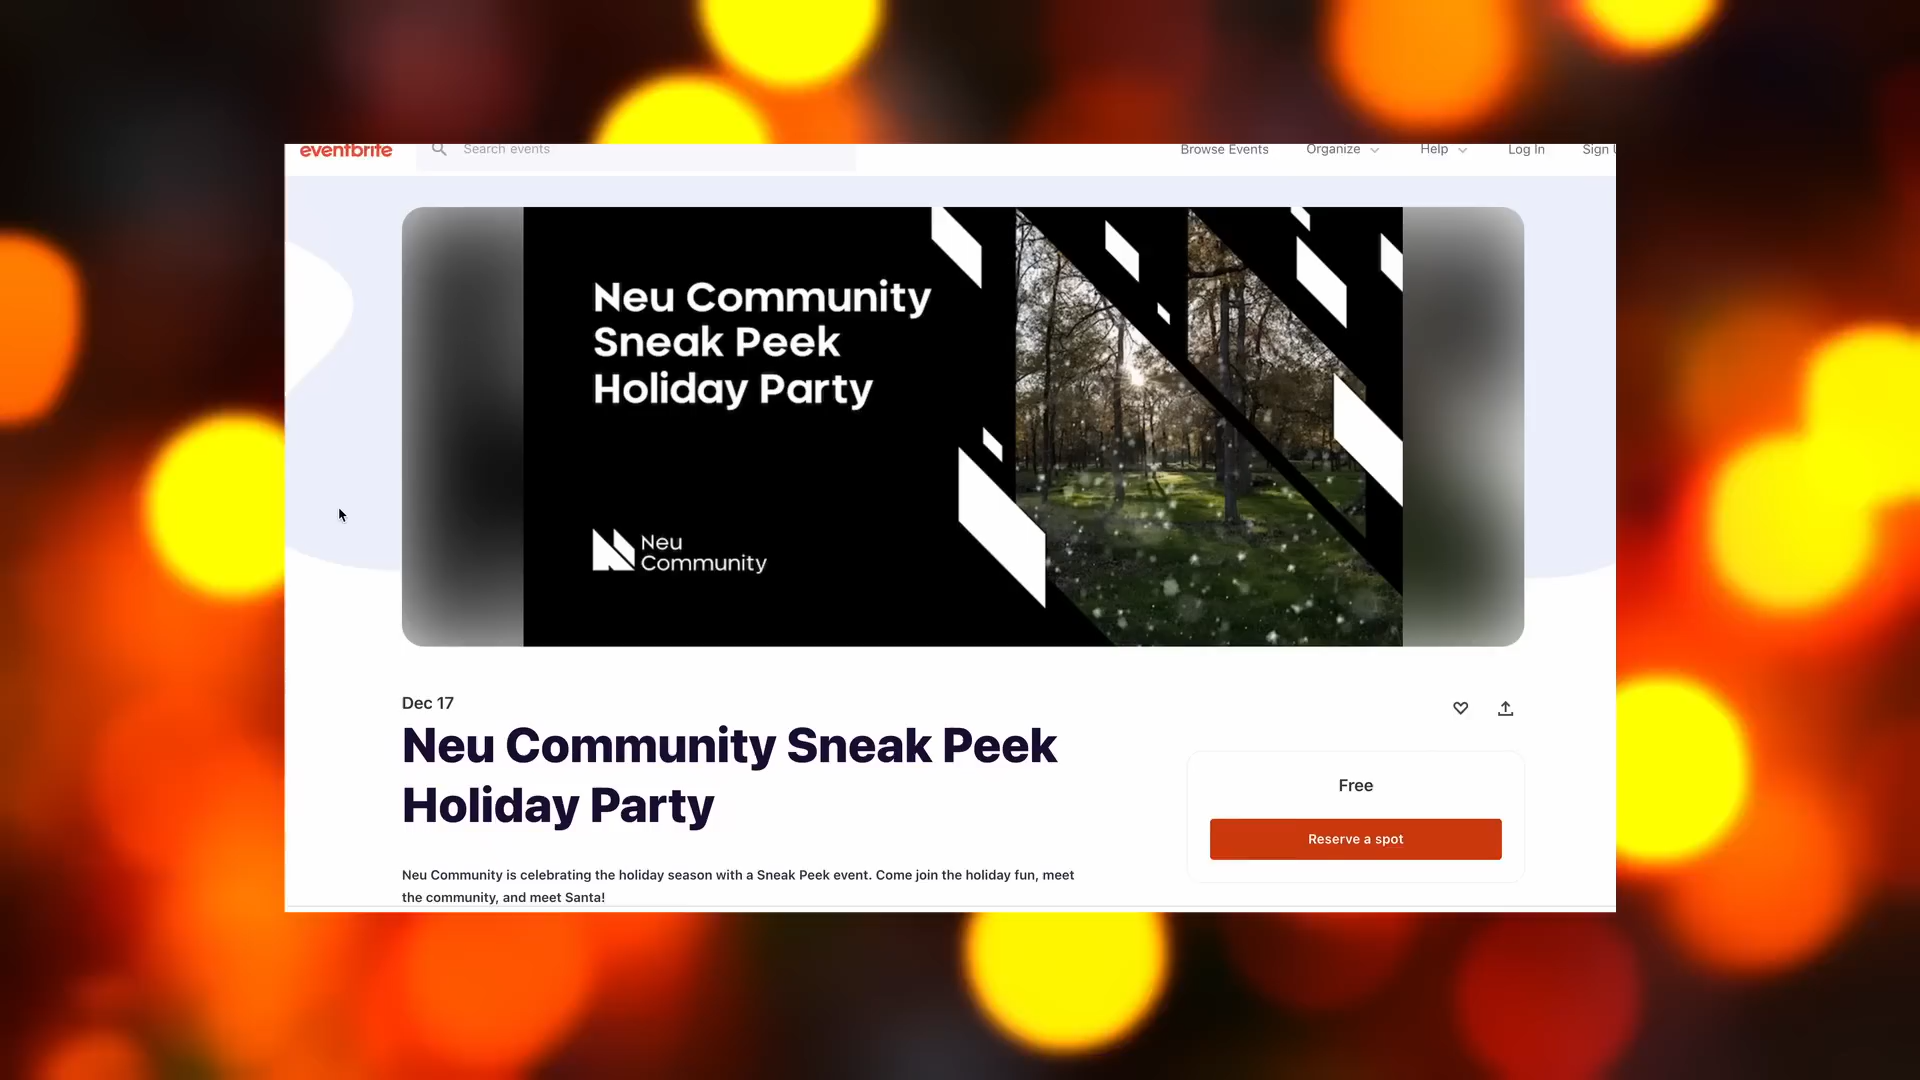 eventbrite
Search events
Browse Events
Organize
Help
Log In
Sign
Neu Community
Sneak Peek
Holiday Party
Neu
Community
Dec 17
Neu Community Sneak Peek
Holiday Party
Free
Reserve a spot
Neu Community is celebrating the holiday season with a Sneak Peek event. Come join the holiday fun, meet
the community, and meet Santa!